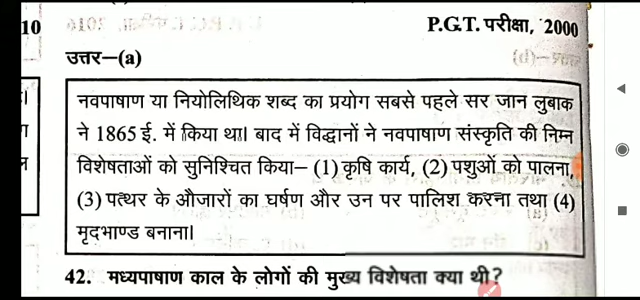 10
P.G.T. परीक्षा, 2000
उत्तर–(a)
नवपाषाण या नियोलिथिक शब्द का प्रयोग सबसे पहले सर जान लुबाक
ने 1865 ई. में किया था। बाद में विद्धानों ने नवपाषाण संस्कृति की निम्न
विशेषताओं को सुनिश्चित किया– (1) कृषि कार्य, (2) पशुओं को पालना,
(3) पत्थर के औजारों का घर्षण और उन पर पालिश करना तथा (4)
मृदभाण्ड बनाना।
42. मध्यपाषाण काल के लोगों की मुख्य विशेषता क्या थी?